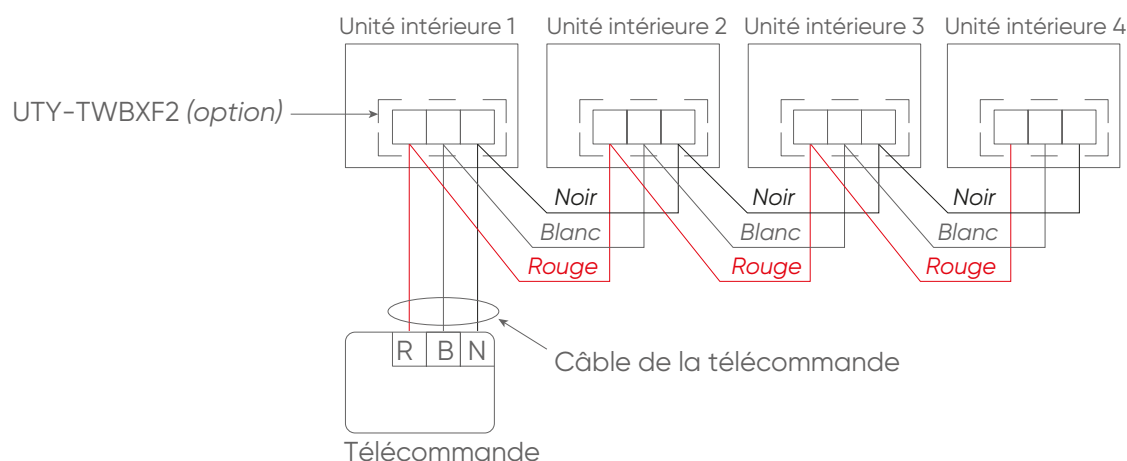 Unité intérieure 1
Unité intérieure 2
Unité intérieure 3
Unité intérieure 4
UTY-TWBXF2 (option)
Noir
Noir
Noir
Blanc
Blanc
Blanc
Rouge
Rouge
Rouge
R B N
Câble de la télécommande
Télécommande